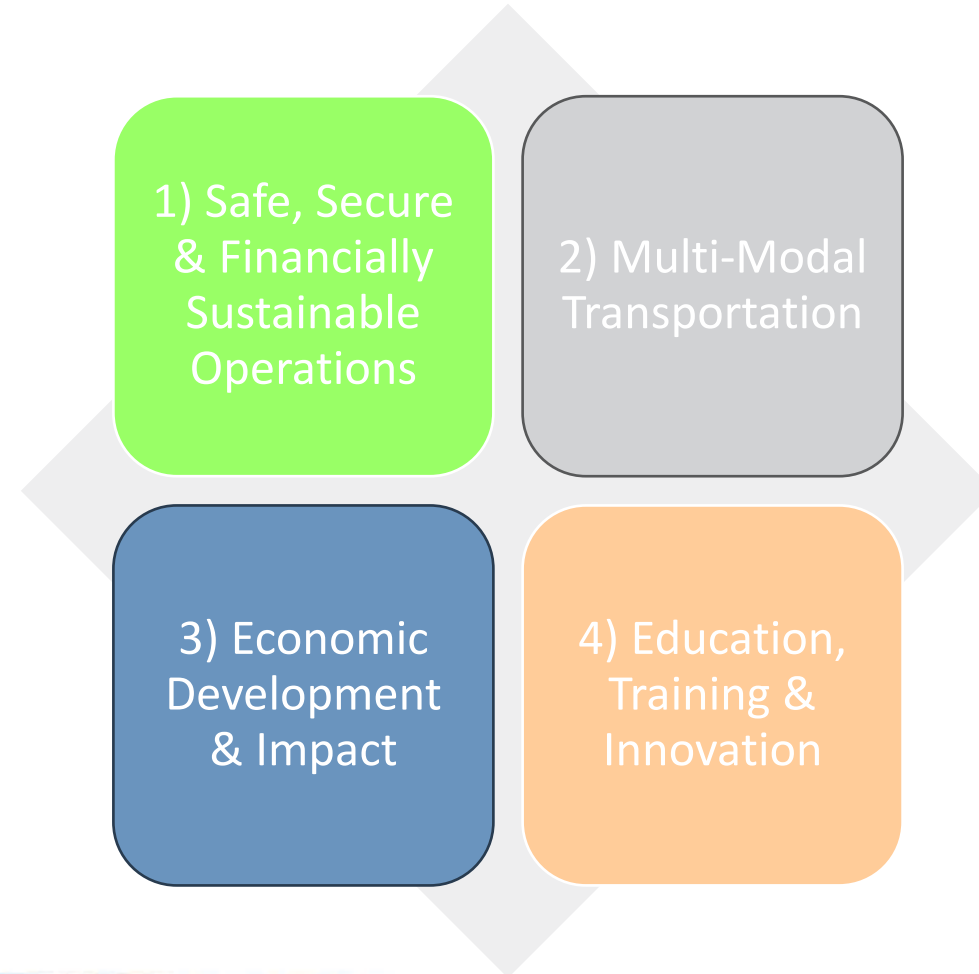 1) Safe, Secure
& Financially
Sustainable
Operations
2) Multi-Modal
Transportation
3) Economic
Development
& Impact
4) Education,
Training &
Innovation